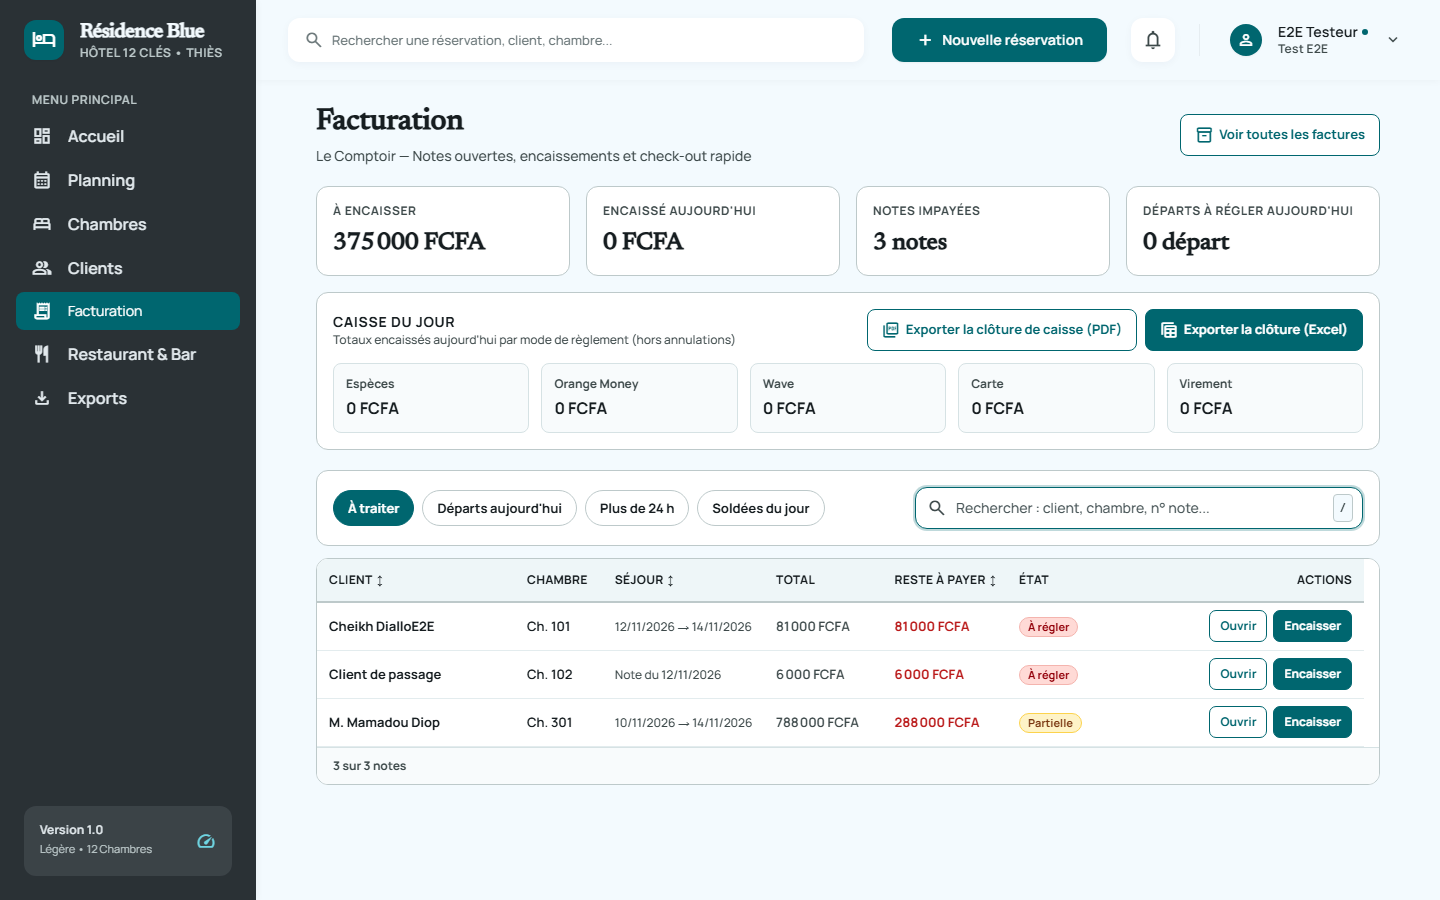 Résidence Blue
HÔTEL 12 CLÉS • THIÈS
MENU PRINCIPAL
Accueil
Planning
Chambres
Clients
Facturation
Restaurant & Bar
Exports
Version 1.0
Légère • 12 Chambres
Rechercher une réservation, client, chambre...
+ Nouvelle réservation
E2E Testeur
Test E2E
Facturation
Le Comptoir — Notes ouvertes, encaissements et check-out rapide
Voir toutes les factures
À ENCAISSER
375 000 FCFA
ENCAISSÉ AUJOURD'HUI
0 FCFA
NOTES IMPAYÉES
3 notes
DÉPARTS À RÉGLER AUJOURD'HUI
0 départ
CAISSE DU JOUR
Totaux encaissés aujourd'hui par mode de règlement (hors annulations)
Exporter la clôture de caisse (PDF)
Exporter la clôture (Excel)
Espèces
0 FCFA
Orange Money
0 FCFA
Wave
0 FCFA
Carte
0 FCFA
Virement
0 FCFA
À traiter
Départs aujourd'hui
Plus de 24 h
Soldées du jour
Rechercher : client, chambre, n° note...
/
CLIENT ↕ CHAMBRE SÉJOUR ↕ TOTAL RESTE À PAYER ↕ ÉTAT ACTIONS
Cheikh DialloE2E Ch. 101 12/11/2026 → 14/11/2026 81 000 FCFA 81 000 FCFA À régler Ouvrir Encaisser
Client de passage Ch. 102 Note du 12/11/2026 6 000 FCFA 6 000 FCFA À régler Ouvrir Encaisser
M. Mamadou Diop Ch. 301 10/11/2026 → 14/11/2026 788 000 FCFA 288 000 FCFA Partielle Ouvrir Encaisser
3 sur 3 notes